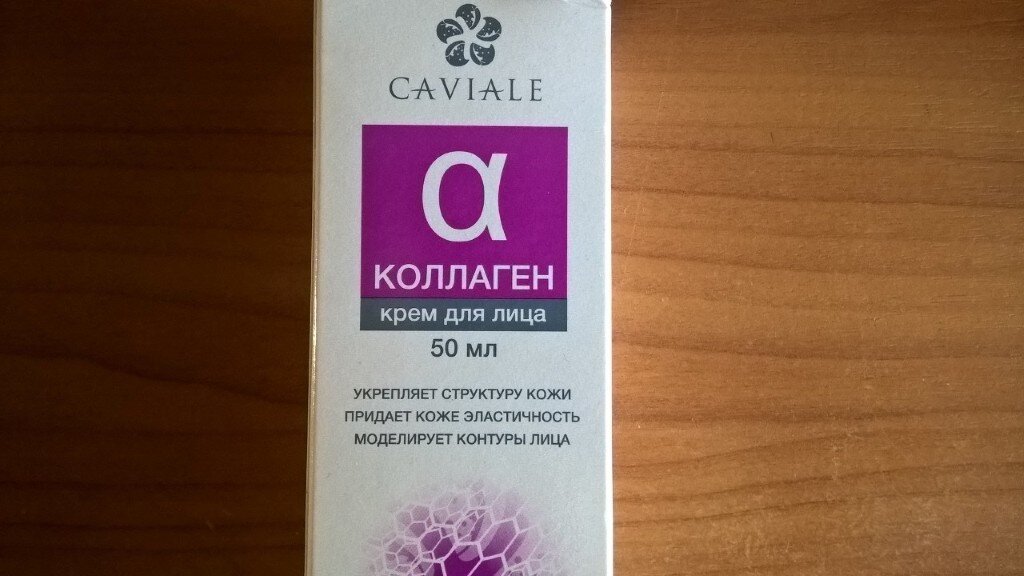 CAVIALE
α
КОЛЛАГЕН
крем для лица
50 мл
УКРЕПЛЯЕТ СТРУКТУРУ КОЖИ
ПРИДАЕТ КОЖЕ ЭЛАСТИЧНОСТЬ
МОДЕЛИРУЕТ КОНТУРЫ ЛИЦА